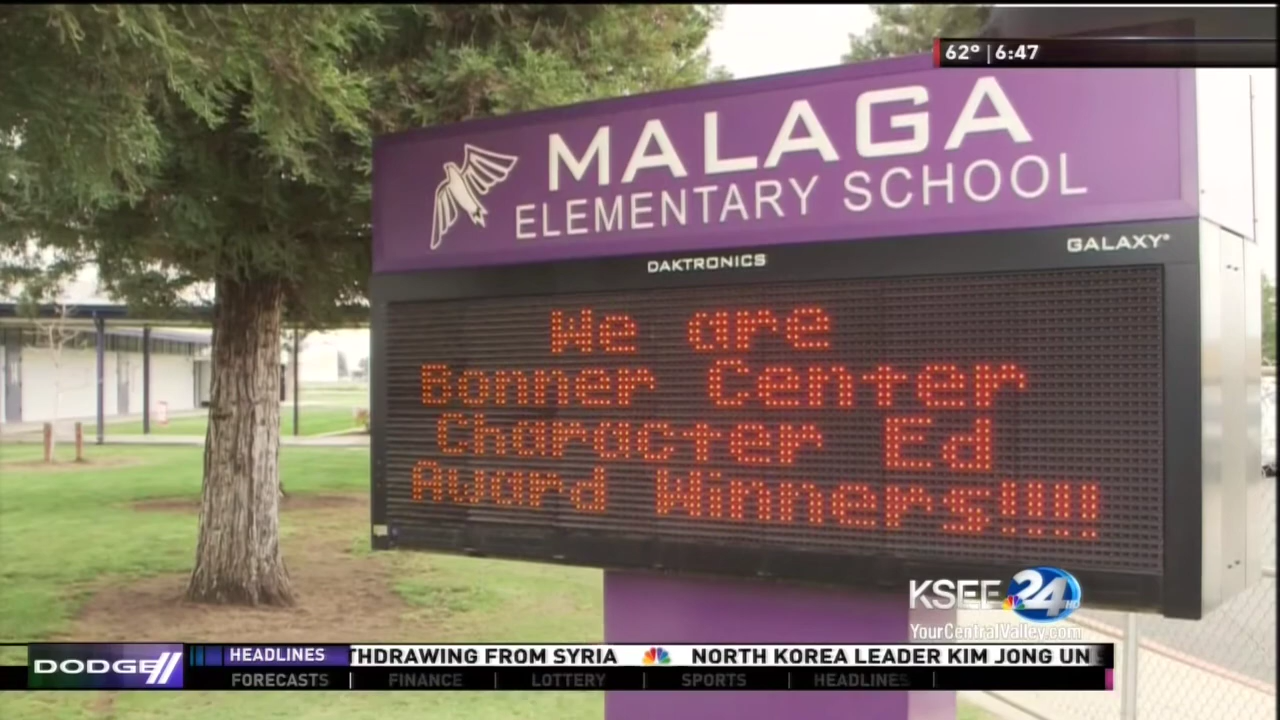 62° | 6:47
MALAGA
ELEMENTARY SCHOOL
DAKTRONICS
GALAXY®
We are
Bonner Center
Character Ed
Award Winners!!!!
KSEE 24 HD
YourCentralValley.com
DODGE
HEADLINES
THDRAWING FROM SYRIA NORTH KOREA LEADER KIM JONG UN
FORECASTS | FINANCE | LOTTERY | SPORTS | HEADLINES |